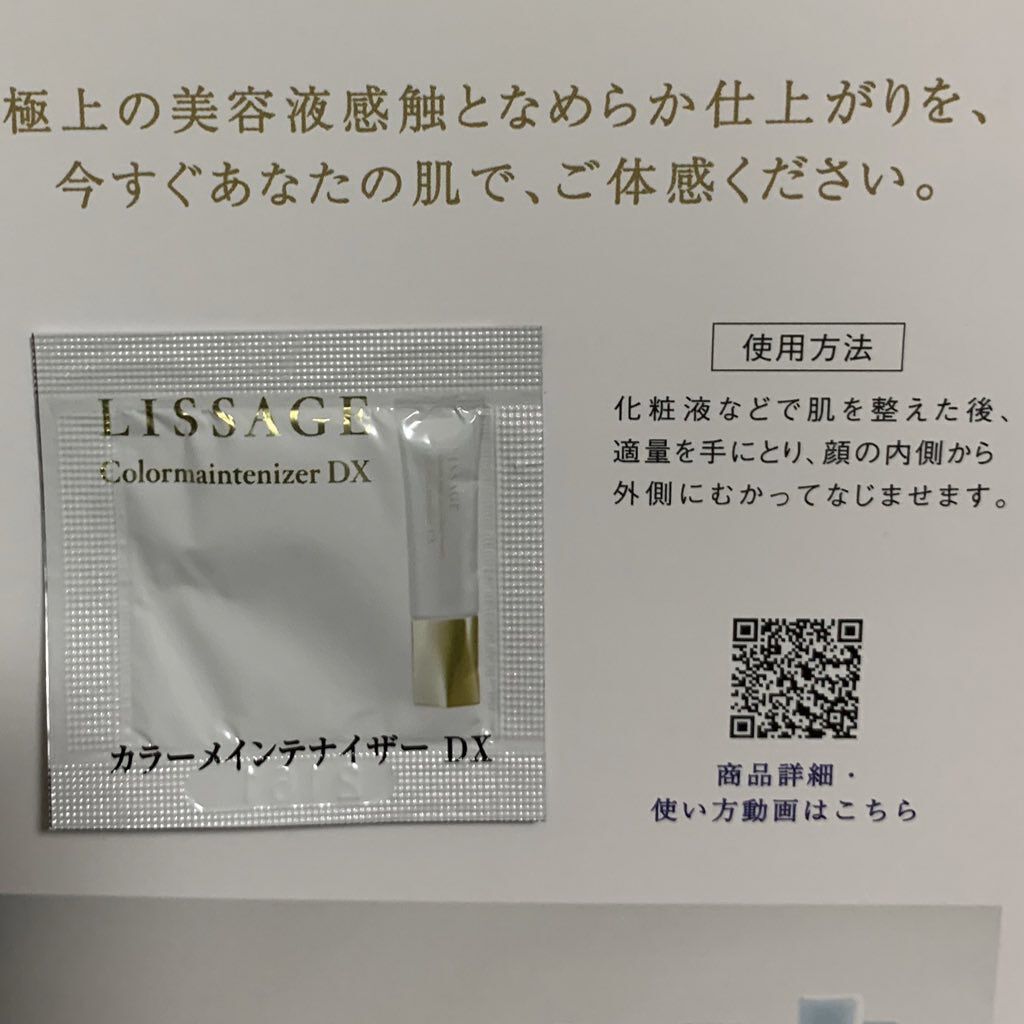 極上の美容液感触となめらか仕上がりを、
今すぐあなたの肌で、ご体感ください。
LISSAGE
Colormaintenizer DX
LISSAGE
カラーメインテナイザー DX
使用方法
化粧液などで肌を整えた後、
適量を手にとり、顔の内側から
外側にむかってなじませます。
商品詳細・
使い方動画はこちら